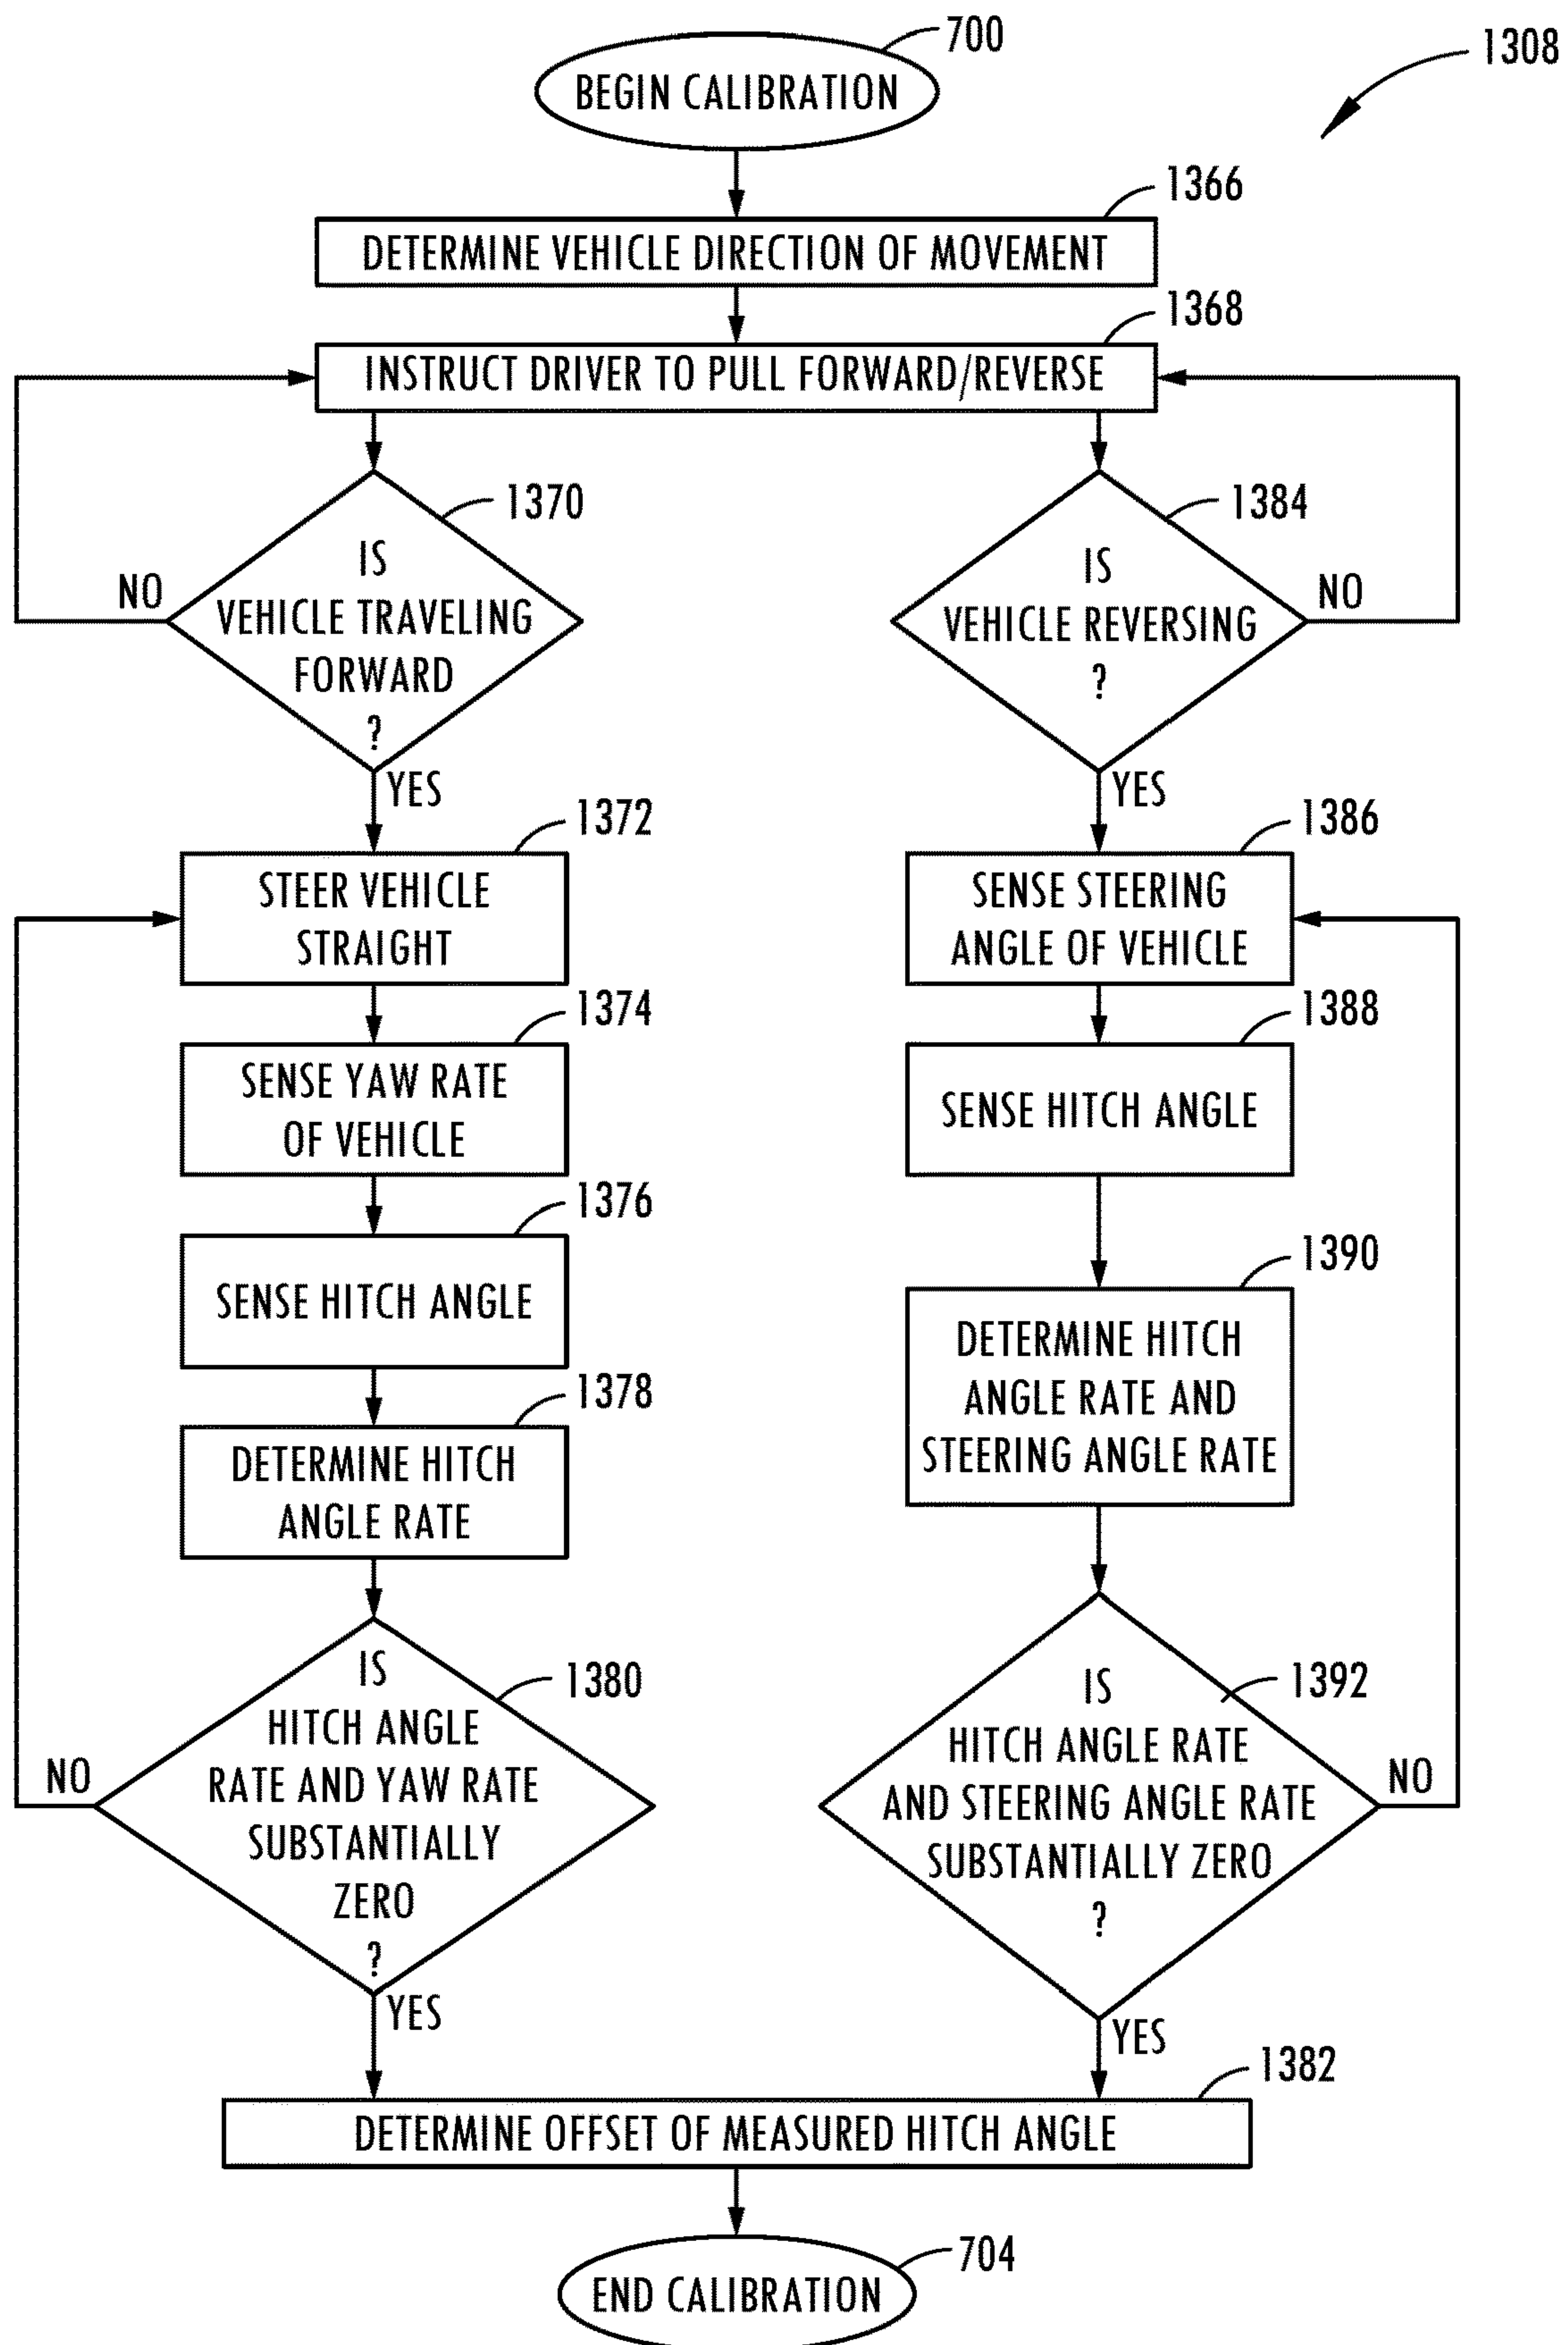 700
1308
BEGIN CALIBRATION
1366
DETERMINE VEHICLE DIRECTION OF MOVEMENT
1368
INSTRUCT DRIVER TO PULL FORWARD/REVERSE
1370
IS
VEHICLE TRAVELING
FORWARD
?
NO
YES
1372
STEER VEHICLE
STRAIGHT
1374
SENSE YAW RATE
OF VEHICLE
1376
SENSE HITCH ANGLE
1378
DETERMINE HITCH
ANGLE RATE
1380
IS
HITCH ANGLE
RATE AND YAW RATE
SUBSTANTIALLY
ZERO
?
NO
YES
1384
IS
VEHICLE REVERSING
?
NO
YES
1386
SENSE STEERING
ANGLE OF VEHICLE
1388
SENSE HITCH ANGLE
1390
DETERMINE HITCH
ANGLE RATE AND
STEERING ANGLE RATE
1392
IS
HITCH ANGLE RATE
AND STEERING ANGLE RATE
SUBSTANTIALLY ZERO
?
NO
YES
1382
DETERMINE OFFSET OF MEASURED HITCH ANGLE
704
END CALIBRATION